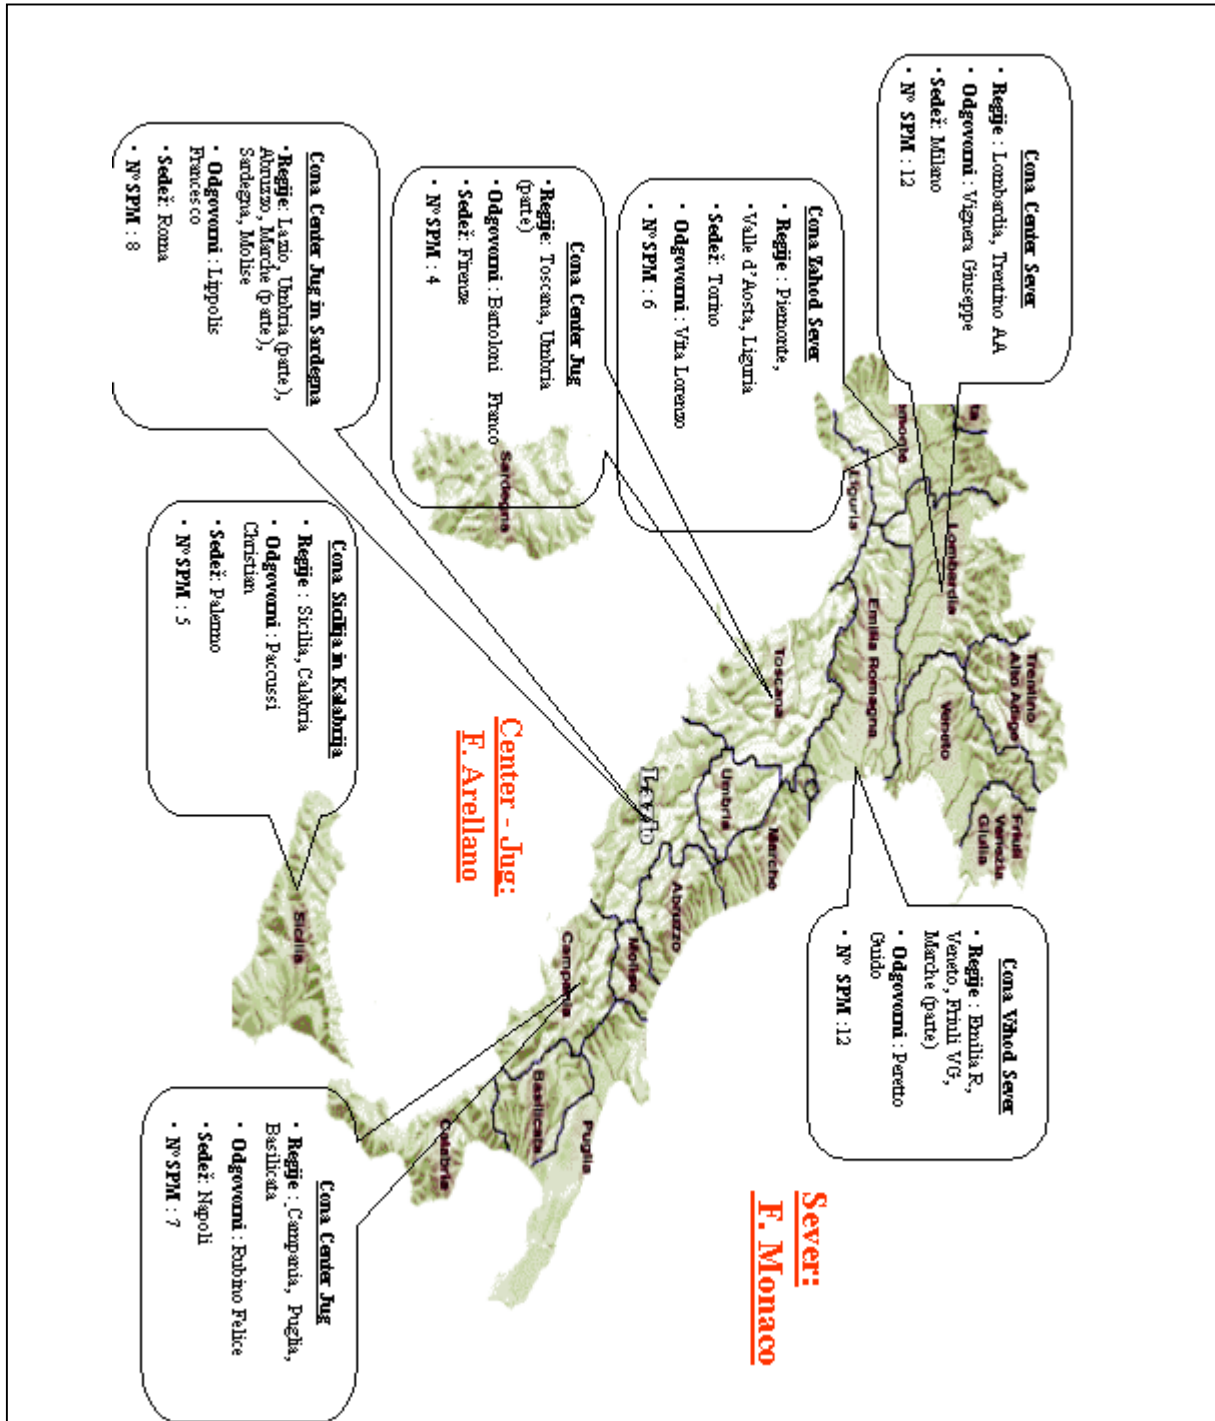 Cona Center Sever
• Regije : Lombardia, Trentino AA
• Odgovorni : Vignera Giuseppe
• Sedež: Milano
• N° SPM : 12
Cona Zahod Sever
• Regije : Piemonte,
• Valle d'Aosta, Liguria
• Sedež: Torino
• Odgovorni : Vita Lorenzo
• N° SPM : 6
Cona Center Jug
• Regije: Toscana, Umbria
(parte)
• Odgovorni : Bartoloni Franco
• Sedež: Firenze
• N° SPM : 4
Cona Center Jug in Sardegna
• Regije: Lazio, Umbria (parte),
Abruzzo, Marche (parte),
Sardegna, Molise
• Odgovorni : Lippolis
Francesco
• Sedež: Roma
• N° SPM : 8
Cona Sicilija in Kalabrija
• Regije : Sicilia, Calabria
• Odgovorni : Paccussi
Christian
• Sedež: Palermo
• N° SPM : 5
Cona Vihod Sever
• Regije : Emilia R,
Veneto, Friuli VG,
Marche (parte)
• Odgovorni : Peretto
Guido
• N° SPM :12
Cona Center Jug
• Regije : Campania, Puglia,
Basilicata
• Odgovorni : Rubino Felice
• Sedež: Napoli
• N° SPM : 7
Sever:
F. Monaco
Center - Jug:
F. Arellano
Trentino
Alto Adige
Friuli
Venezia
Giulia
Lombardia
Veneto
Liguria
Emilia Romagna
Toscana
Umbria
Marche
Abruzzo
Molise
Campania
Puglia
Basilicata
Calabria
Sicilia
Sardegna